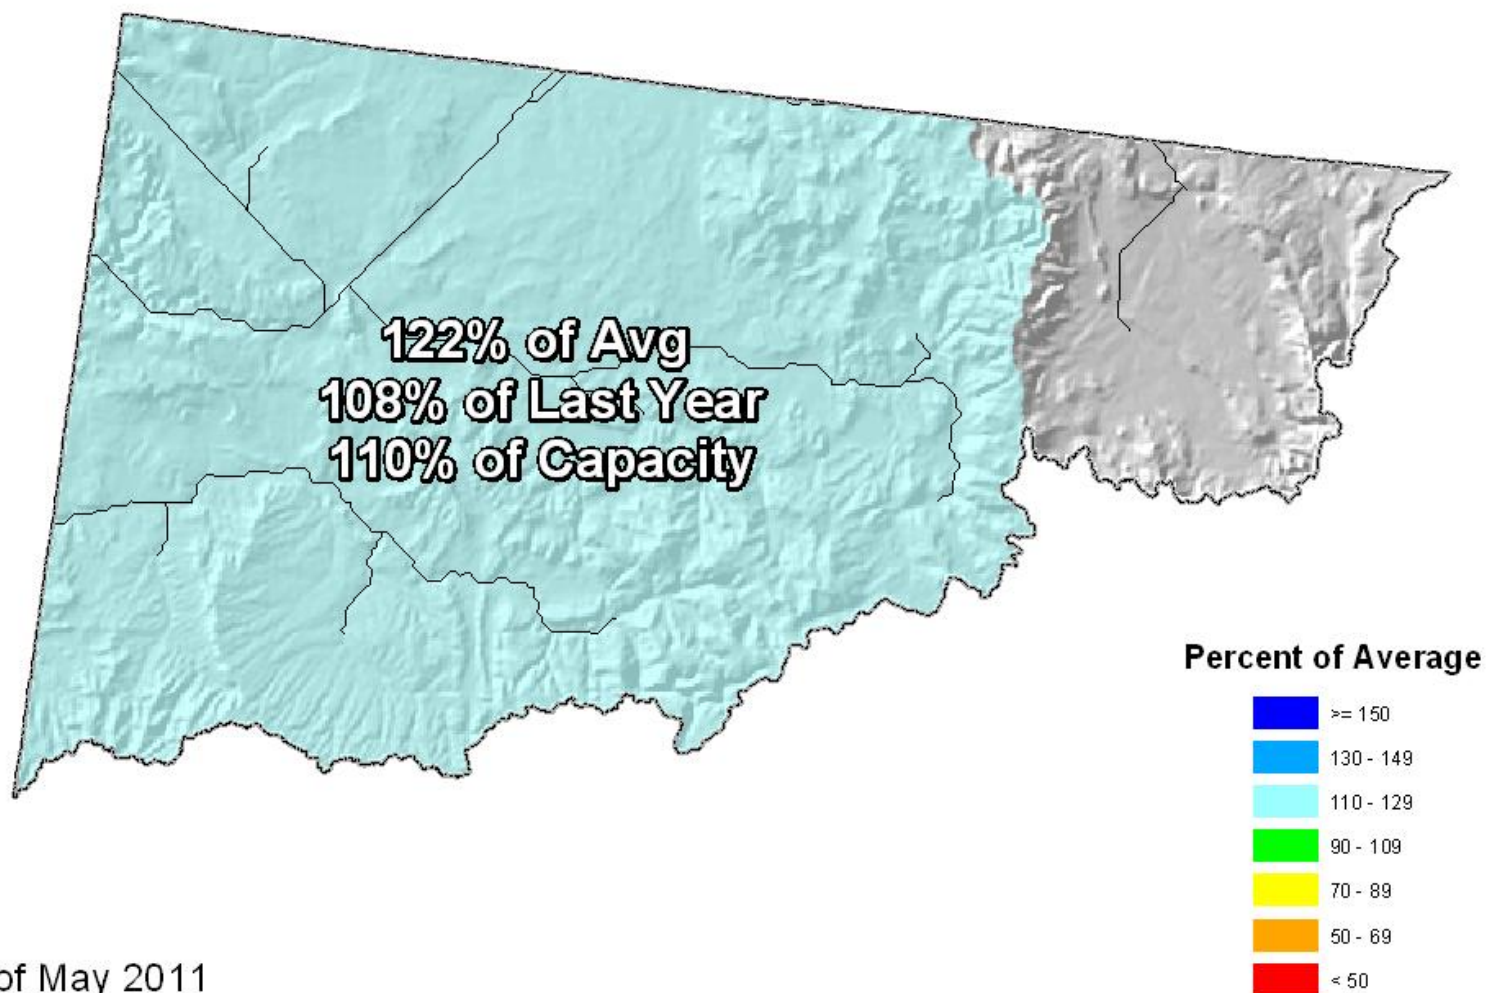 122% of Avg
108% of Last Year
110% of Capacity
Percent of Average
>= 150
130 - 149
110 - 129
90 - 109
70 - 89
50 - 69
< 50
of May 2011